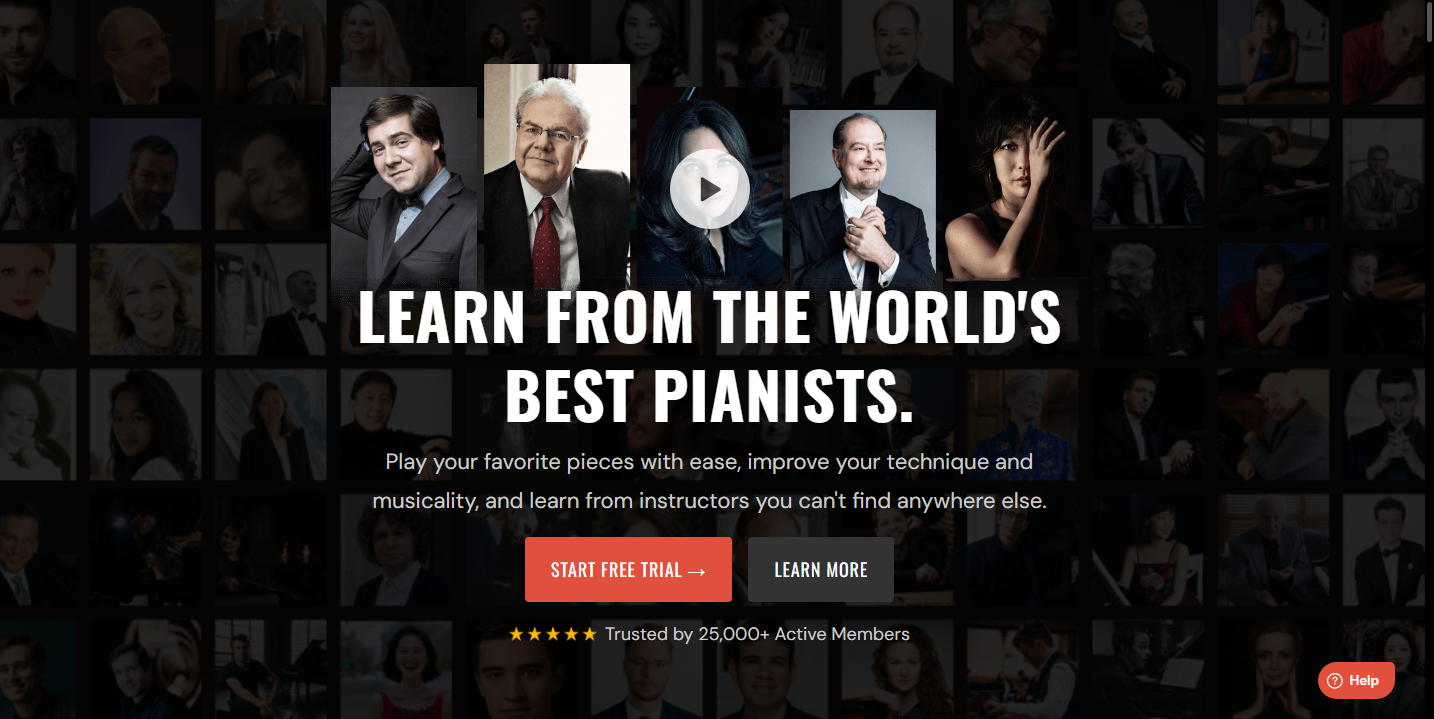 LEARN FROM THE WORLD'S
BEST PIANISTS.
Play your favorite pieces with ease, improve your technique and
musicality, and learn from instructors you can't find anywhere else.
START FREE TRIAL →
LEARN MORE
★★★★★ Trusted by 25,000+ Active Members
Help